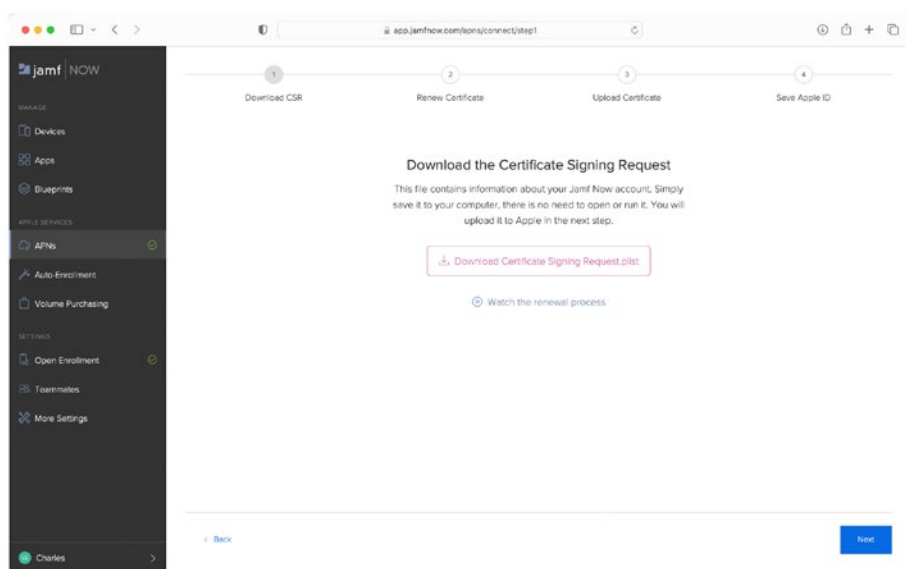 app.jamfnow.com/apns/connect/step1
jamf NOW
MANAGE
Devices
Apps
Blueprints
APPLE SERVICES
APNs
Auto-Enrollment
Volume Purchasing
SETTINGS
Open Enrollment
Teammates
More Settings
Charles
1
2
3
4
Download CSR
Renew Certificate
Upload Certificate
Save Apple ID
Download the Certificate Signing Request
This file contains information about your Jamf Now account. Simply
save it to your computer, there is no need to open or run it. You will
upload it to Apple in the next step.
Download Certificate Signing Request.plist
Watch the renewal process
< Back
Next